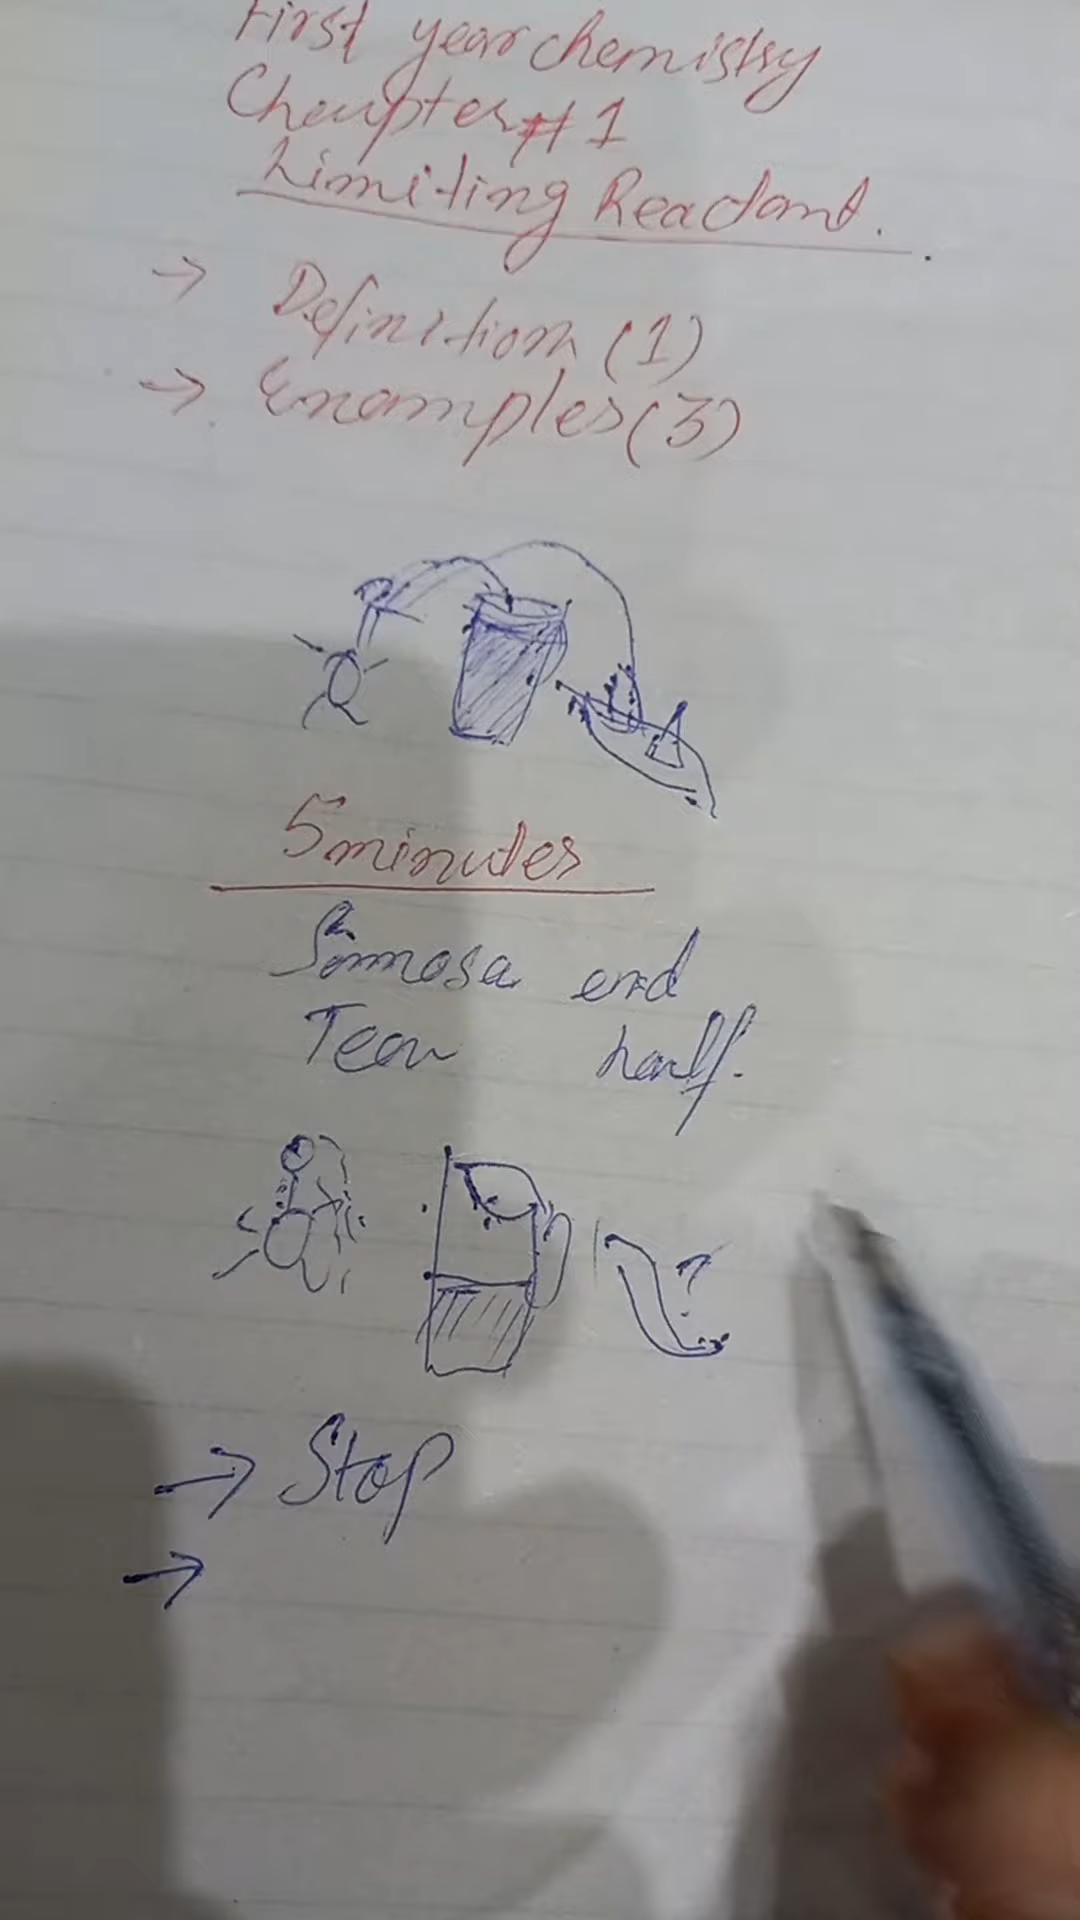 First year chemistry
Chapter # 1
Limiting Reactant.
→ Definition (1)
→ Examples (3)
5 minutes
Samosa end
Tea half.
?
→ Stop
→